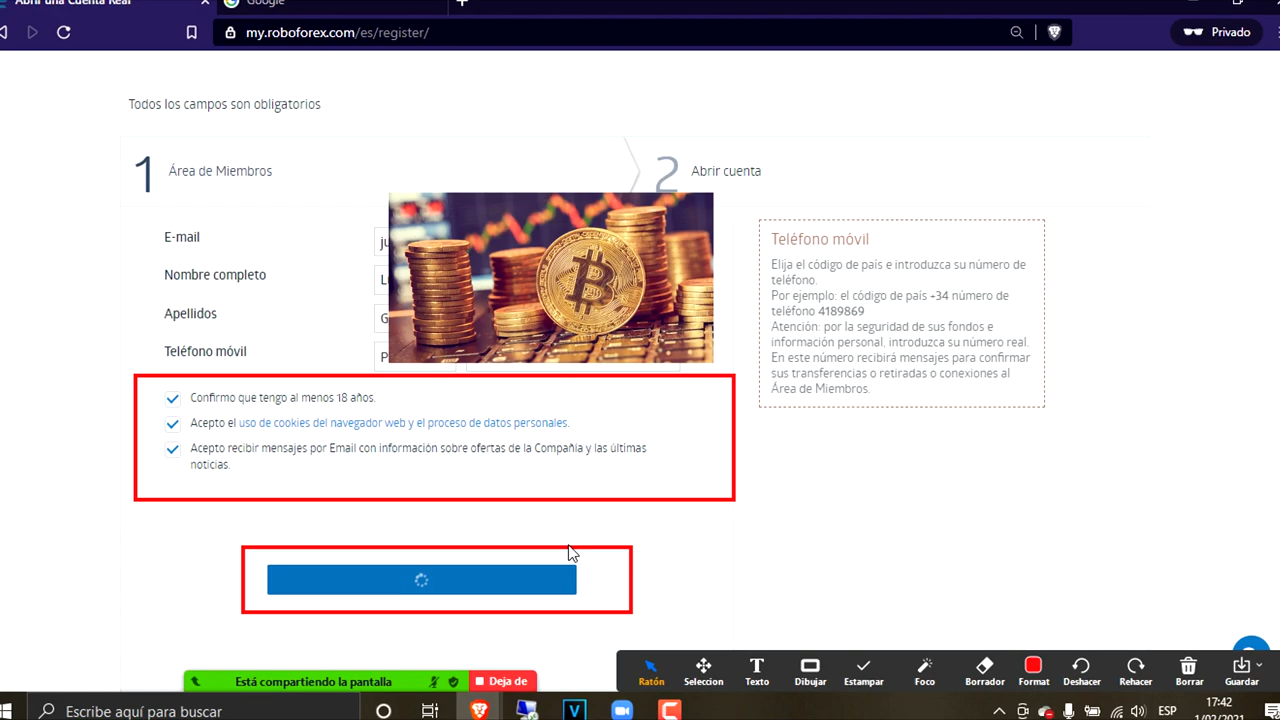 Abrir una Cuenta Real
Google
my.roboforex.com/es/register/
Privado
Todos los campos son obligatorios
1 Área de Miembros
2 Abrir cuenta
E-mail
ju
Nombre completo
Apellidos
G
Teléfono móvil
P
Confirmo que tengo al menos 18 años.
Acepto el uso de cookies del navegador web y el proceso de datos personales.
Acepto recibir mensajes por Email con información sobre ofertas de la Compañía y las últimas
noticias.
Teléfono móvil
Elija el código de país e introduzca su número de
teléfono.
Por ejemplo: el código de país +34 número de
teléfono 4189869
Atención: por la seguridad de sus fondos e
información personal, introduzca su número real.
En este número recibirá mensajes para confirmar
sus transferencias o retiradas o conexiones al
Área de Miembros.
Está compartiendo la pantalla
Deja de
Ratón
Seleccion
Texto
Dibujar
Estampar
Foco
Borrador
Format
Deshacer
Rehacer
Borrar
Guardar
Escribe aquí para buscar
ESP
17:42
1/02/2021